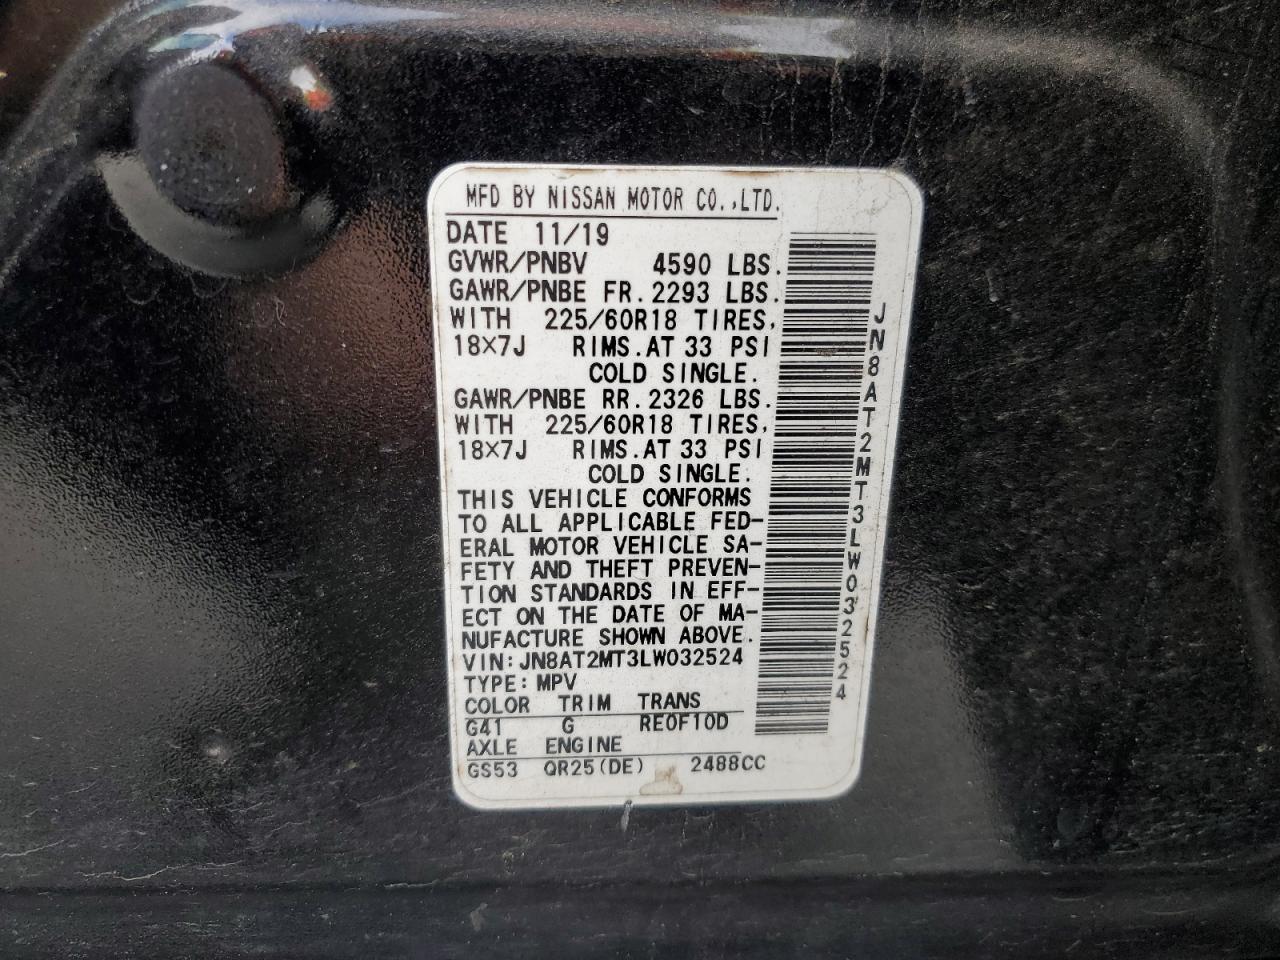 MFD BY NISSAN MOTOR CO.,LTD.
DATE 11/19
GVWR/PNBV 4590 LBS.
GAWR/PNBE FR.2293 LBS.
WITH 225/60R18 TIRES,
18×7J RIMS.AT 33 PSI
COLD SINGLE.
GAWR/PNBE RR.2326 LBS.
WITH 225/60R18 TIRES,
18×7J RIMS.AT 33 PSI
COLD SINGLE.
THIS VEHICLE CONFORMS
TO ALL APPLICABLE FED-
ERAL MOTOR VEHICLE SA-
FETY AND THEFT PREVEN-
TION STANDARDS IN EFF-
ECT ON THE DATE OF MA-
NUFACTURE SHOWN ABOVE.
VIN:JN8AT2MT3LW032524
TYPE:MPV
COLOR TRIM TRANS
G41 G RE0F10D
AXLE ENGINE
GS53 QR25(DE) 2488CC
JN8AT2MT3LW032524